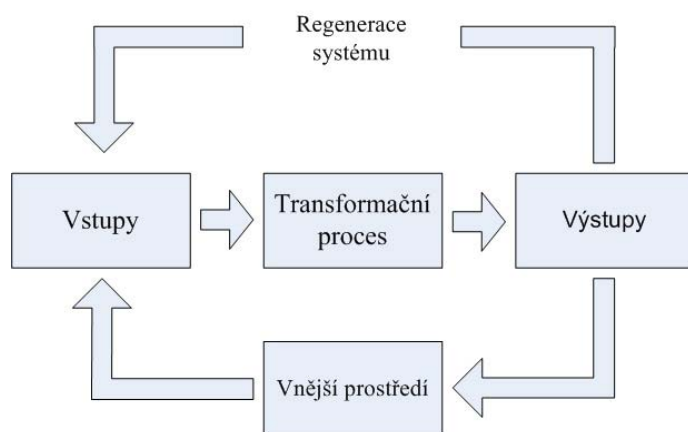 Regenerace
systému
Vstupy
Transformační
proces
Výstupy
Vnější prostředí